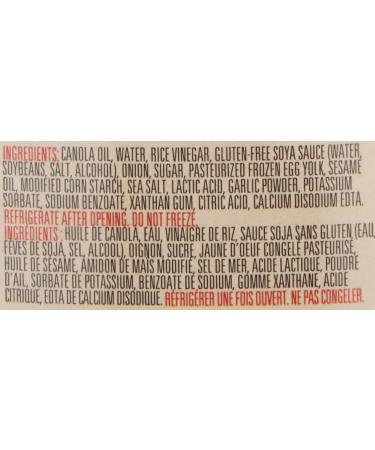 INGREDIENTS: CANOLA OIL, WATER, RICE VINEGAR, GLUTEN-FREE SOYA SAUCE (WATER,
SOYBEANS, SALT, ALCOHOL), ONION, SUGAR, PASTEURIZED FROZEN EGG YOLK, SESAME
OIL, MODIFIED CORN STARCH, SEA SALT, LACTIC ACID, GARLIC POWDER, POTASSIUM
SORBATE, SODIUM BENZOATE, XANTHAN GUM, CITRIC ACID, CALCIUM DISODIUM EDTA.
REFRIGERATE AFTER OPENING. DO NOT FREEZE.
INGRÉDIENTS : HUILE DE CANOLA, EAU, VINAIGRE DE RIZ, SAUCE SOJA SANS GLUTEN (EAU,
FÈVES DE SOJA, SEL, ALCOOL), OIGNON, SUCRE, JAUNE D'OEUF CONGELÉ PASTEURISÉ,
HUILE DE SÉSAME, AMIDON DE MAIS MODIFIÉ, SEL DE MER, ACIDE LACTIQUE, POUDRE
D'AIL, SORBATE DE POTASSIUM, BENZOATE DE SODIUM, GOMME XANTHANE, ACIDE
CITRIQUE, EDTA DE CALCIUM DISODIQUE. RÉFRIGÉRER UNE FOIS OUVERT. NE PAS CONGELER.